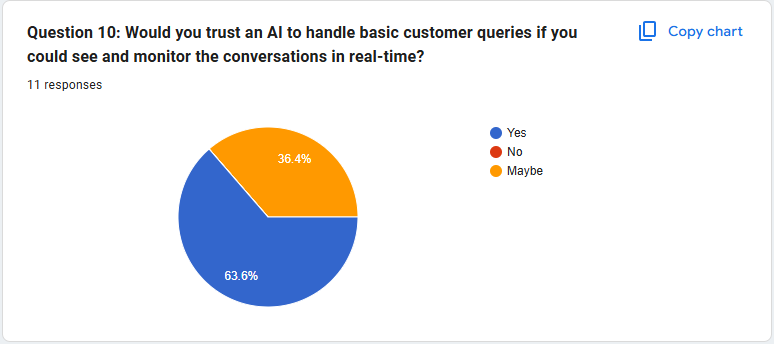 Question 10: Would you trust an AI to handle basic customer queries if you
could see and monitor the conversations in real-time?
Copy chart
11 responses
36.4%
63.6%
Yes
No
Maybe